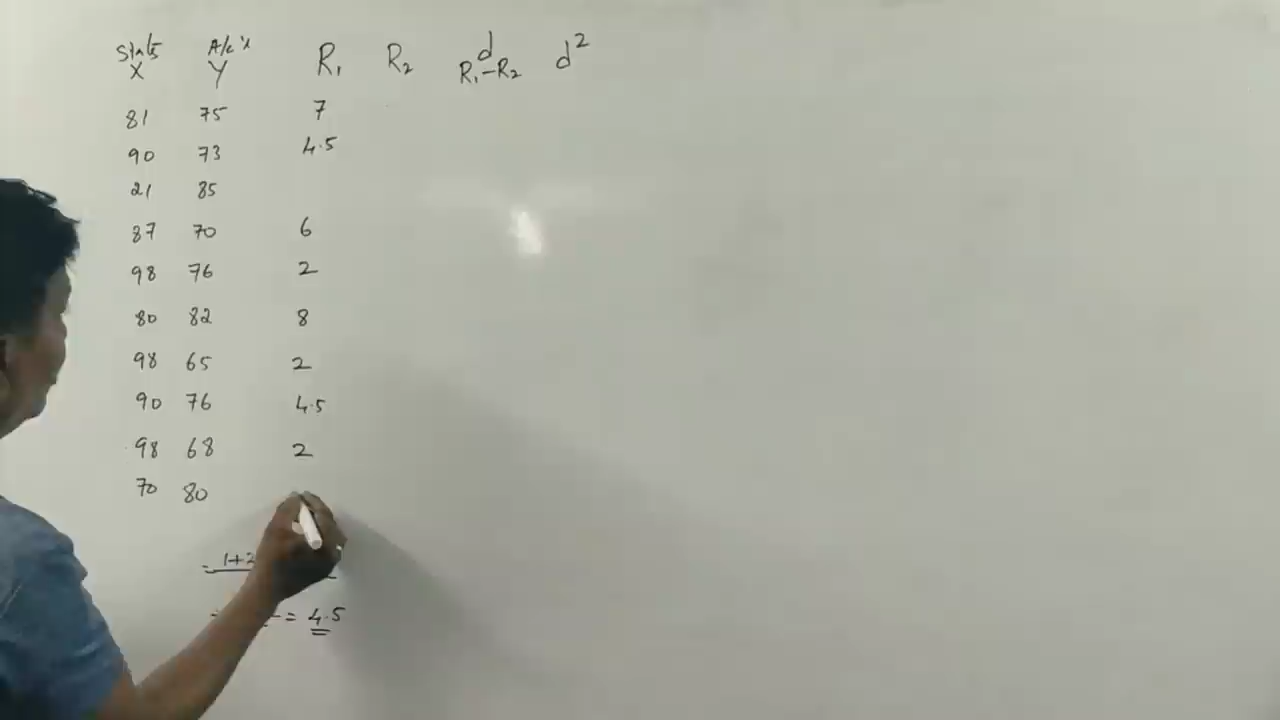 Stats A/c's
X Y R₁ R₂ d R₁-R₂ d²
81 75 7
90 73 4.5
21 85
87 70 6
98 76 2
80 82 8
98 65 2
90 76 4.5
98 68 2
70 80
= 1+2
= = 4.5